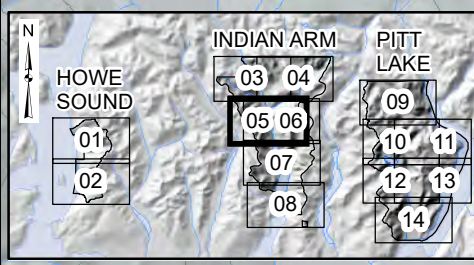 N
INDIAN ARM
PITT
LAKE
HOWE
SOUND
03 04
09
05 06
01
10 11
07
02
12 13
08
14